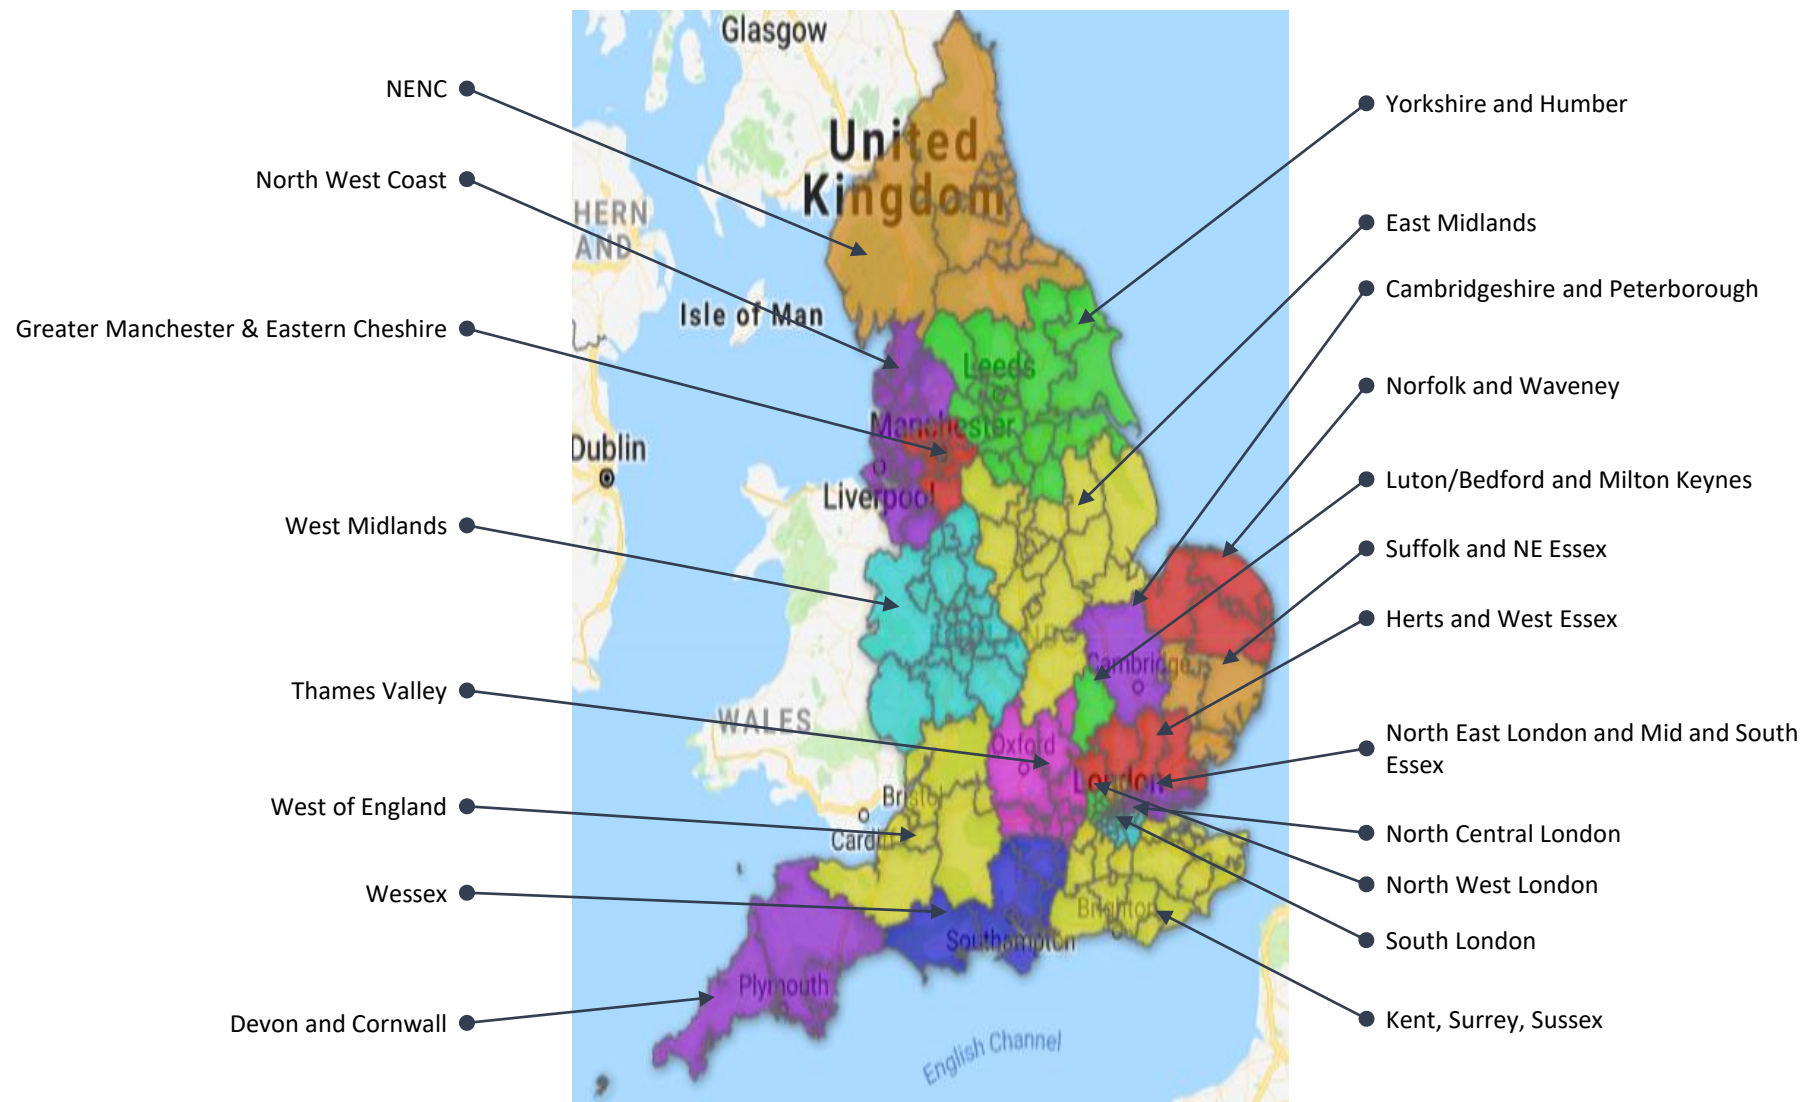 Glasgow
NENC
Yorkshire and Humber
United
Kingdom
North West Coast
HERN
AND
East Midlands
Cambridgeshire and Peterborough
Isle of Man
Greater Manchester & Eastern Cheshire
Leeds
Norfolk and Waveney
Manchester
Dublin
Liverpool
Luton/Bedford and Milton Keynes
West Midlands
Suffolk and NE Essex
Herts and West Essex
Cambridge
Thames Valley
WALES
Oxford
North East London and Mid and South
Essex
London
Bristol
West of England
Cardi
North Central London
North West London
Wessex
Brighton
Southampton
South London
Plymouth
Devon and Cornwall
Kent, Surrey, Sussex
English Channel